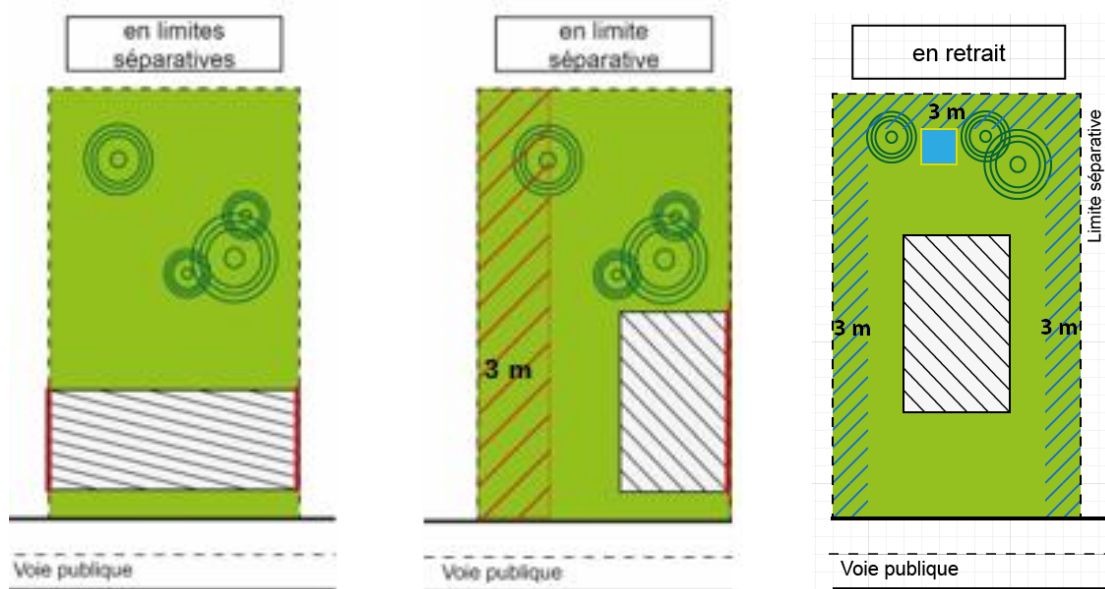 en limites
séparatives
3 m
Voie publique
en limite
séparative
Voie publique
en retrait
3 m
Limite séparative
3 m
3 m
Voie publique